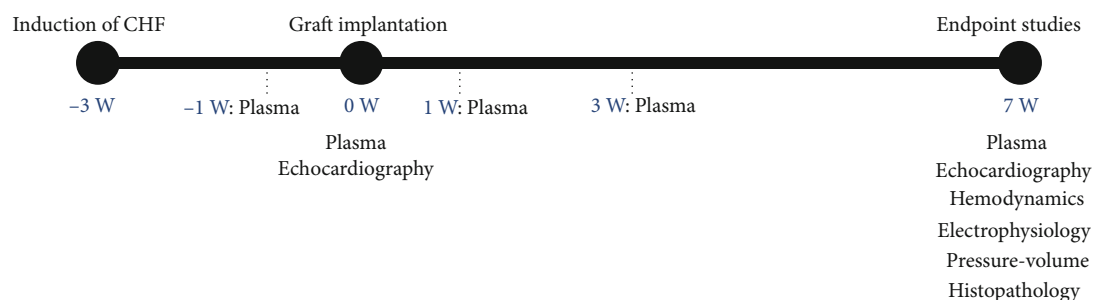 Induction of CHF Graft implantation Endpoint studies
–3 W –1 W: Plasma 0 W 1 W: Plasma 3 W: Plasma 7 W
Plasma Plasma
Echocardiography Echocardiography
Hemodynamics
Electrophysiology
Pressure-volume
Histopathology